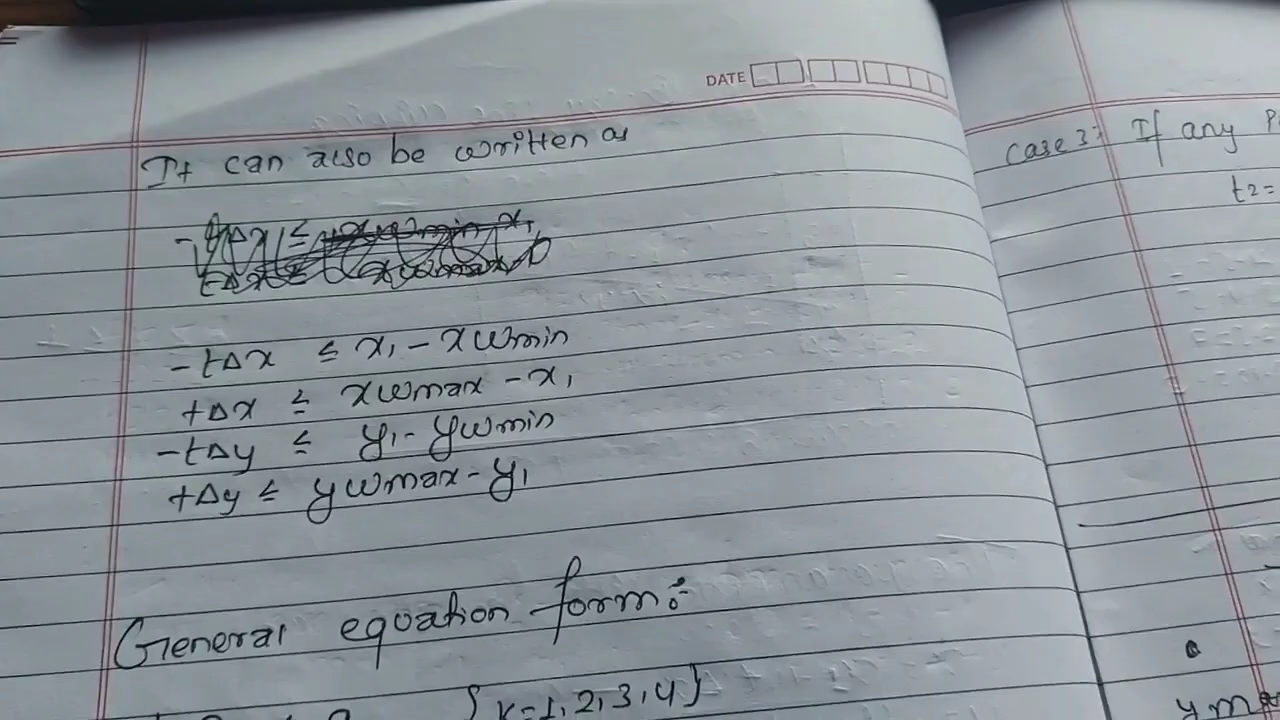 DATE
It can also be written as
-tΔx ≤ x1 - xwmin
tΔx ≤ xwmax - x1
-tΔy ≤ y1 - ywmin
tΔy ≤ ywmax - y1
General equation form:
{k=1,2,3,4}
Case 3: If any
t2=